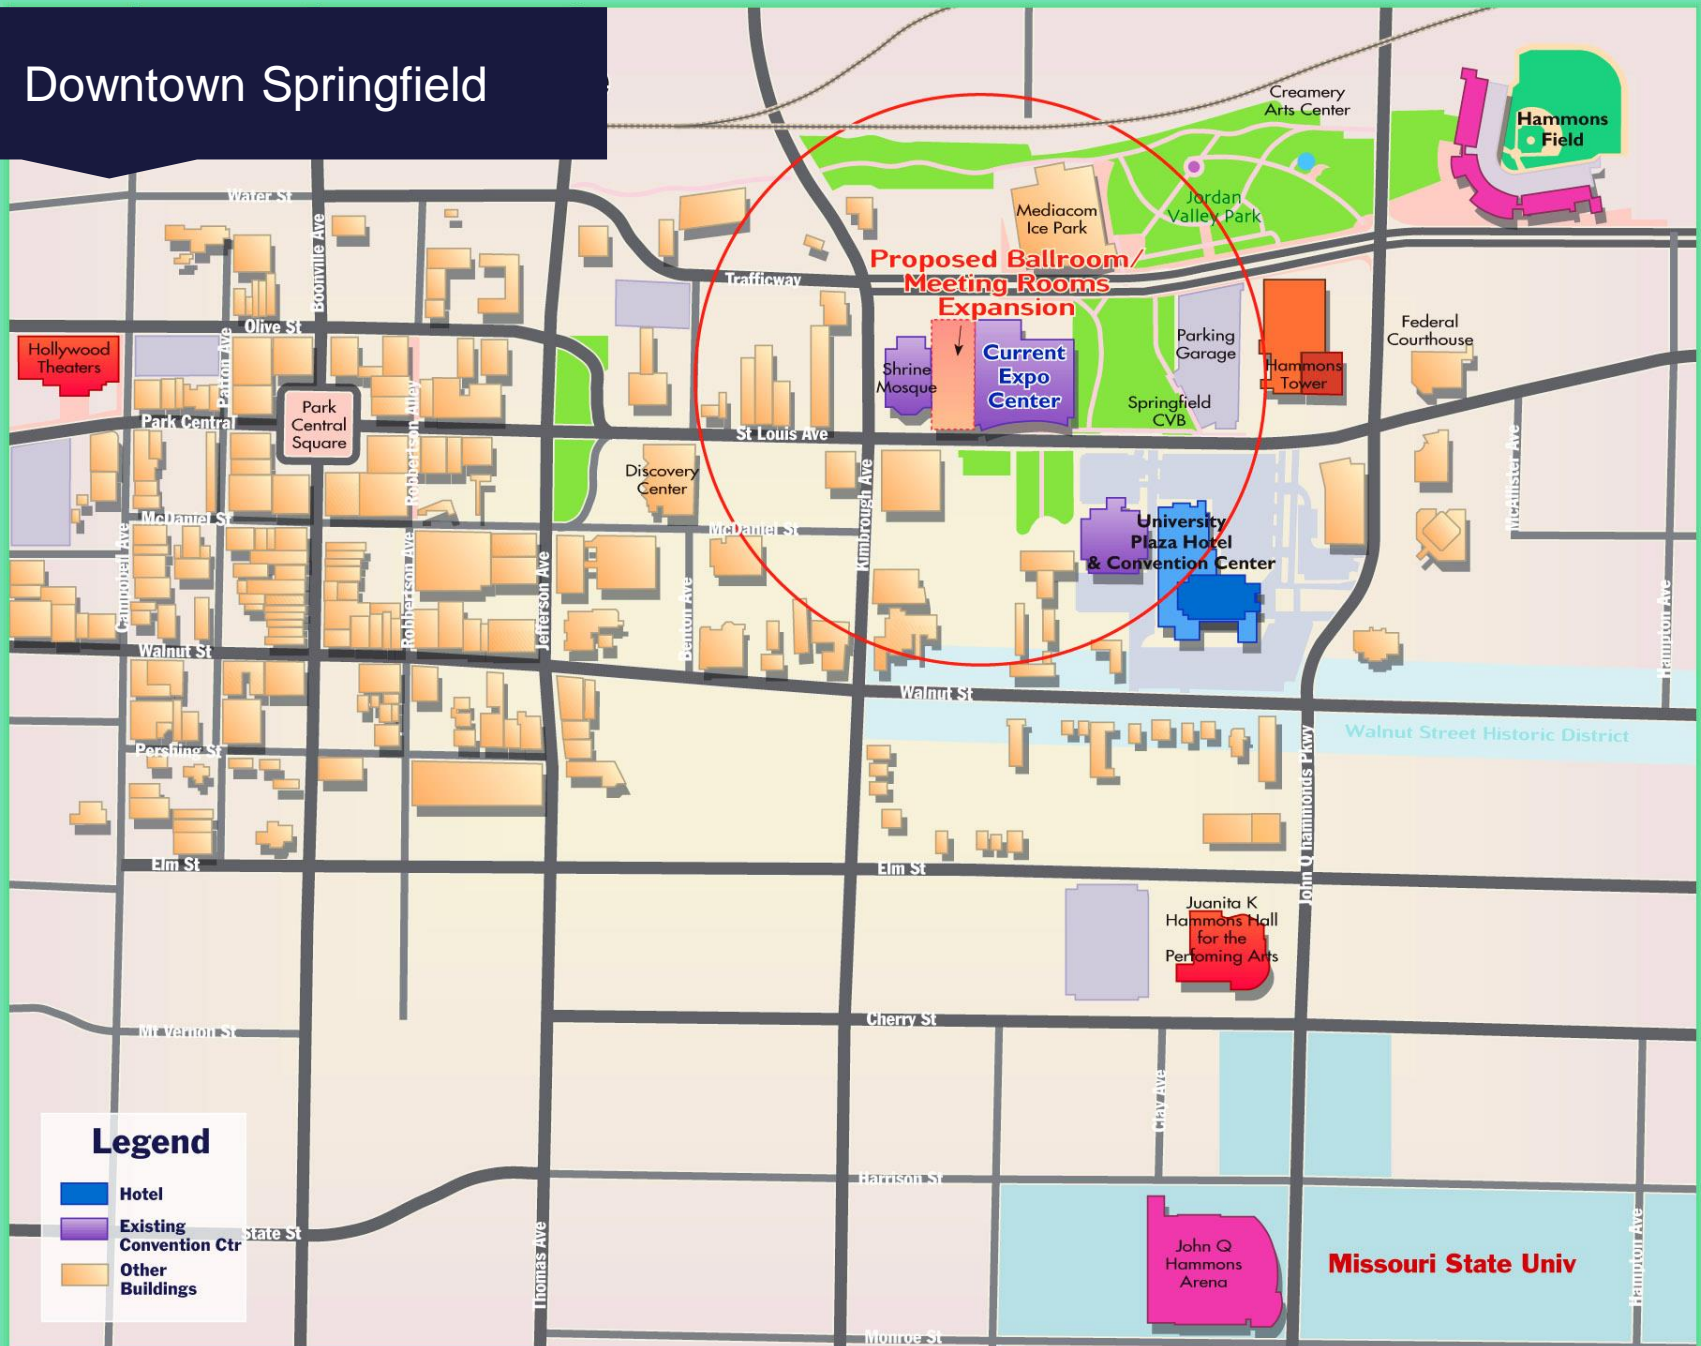 Downtown Springfield
Creamery
Arts Center
Hammons
Field
Water St
Boonville Ave
Mediacom
Ice Park
Jordan
Valley Park
Proposed Ballroom/
Meeting Rooms
Expansion
Trafficway
Olive St
Patton Ave
Hollywood
Theaters
Shrine
Mosque
Current
Expo
Center
Parking
Garage
Hammons
Tower
Federal
Courthouse
Park
Central
Square
Park Central
Robbertson Alley
St Louis Ave
Springfield
CVB
Discovery
Center
McAllister Ave
McDaniel St
McDaniel St
Kimbrough Ave
University
Plaza Hotel
& Convention Center
Campbell Ave
Robbertson Ave
Jefferson Ave
Benton Ave
Hampton Ave
Walnut St
Walnut St
Walnut Street Historic District
Pershing St
John Q hammonds Pkwy
Elm St
Elm St
Juanita K
Hammons Hall
for the
Perfoming Arts
Cherry St
Mt Vernon St
Clay Ave
Legend
Hotel
Existing
Convention Ctr
Other
Buildings
Harrison St
State St
Thomas Ave
John Q
Hammons
Arena
Missouri State Univ
Hampton Ave
Monroe St